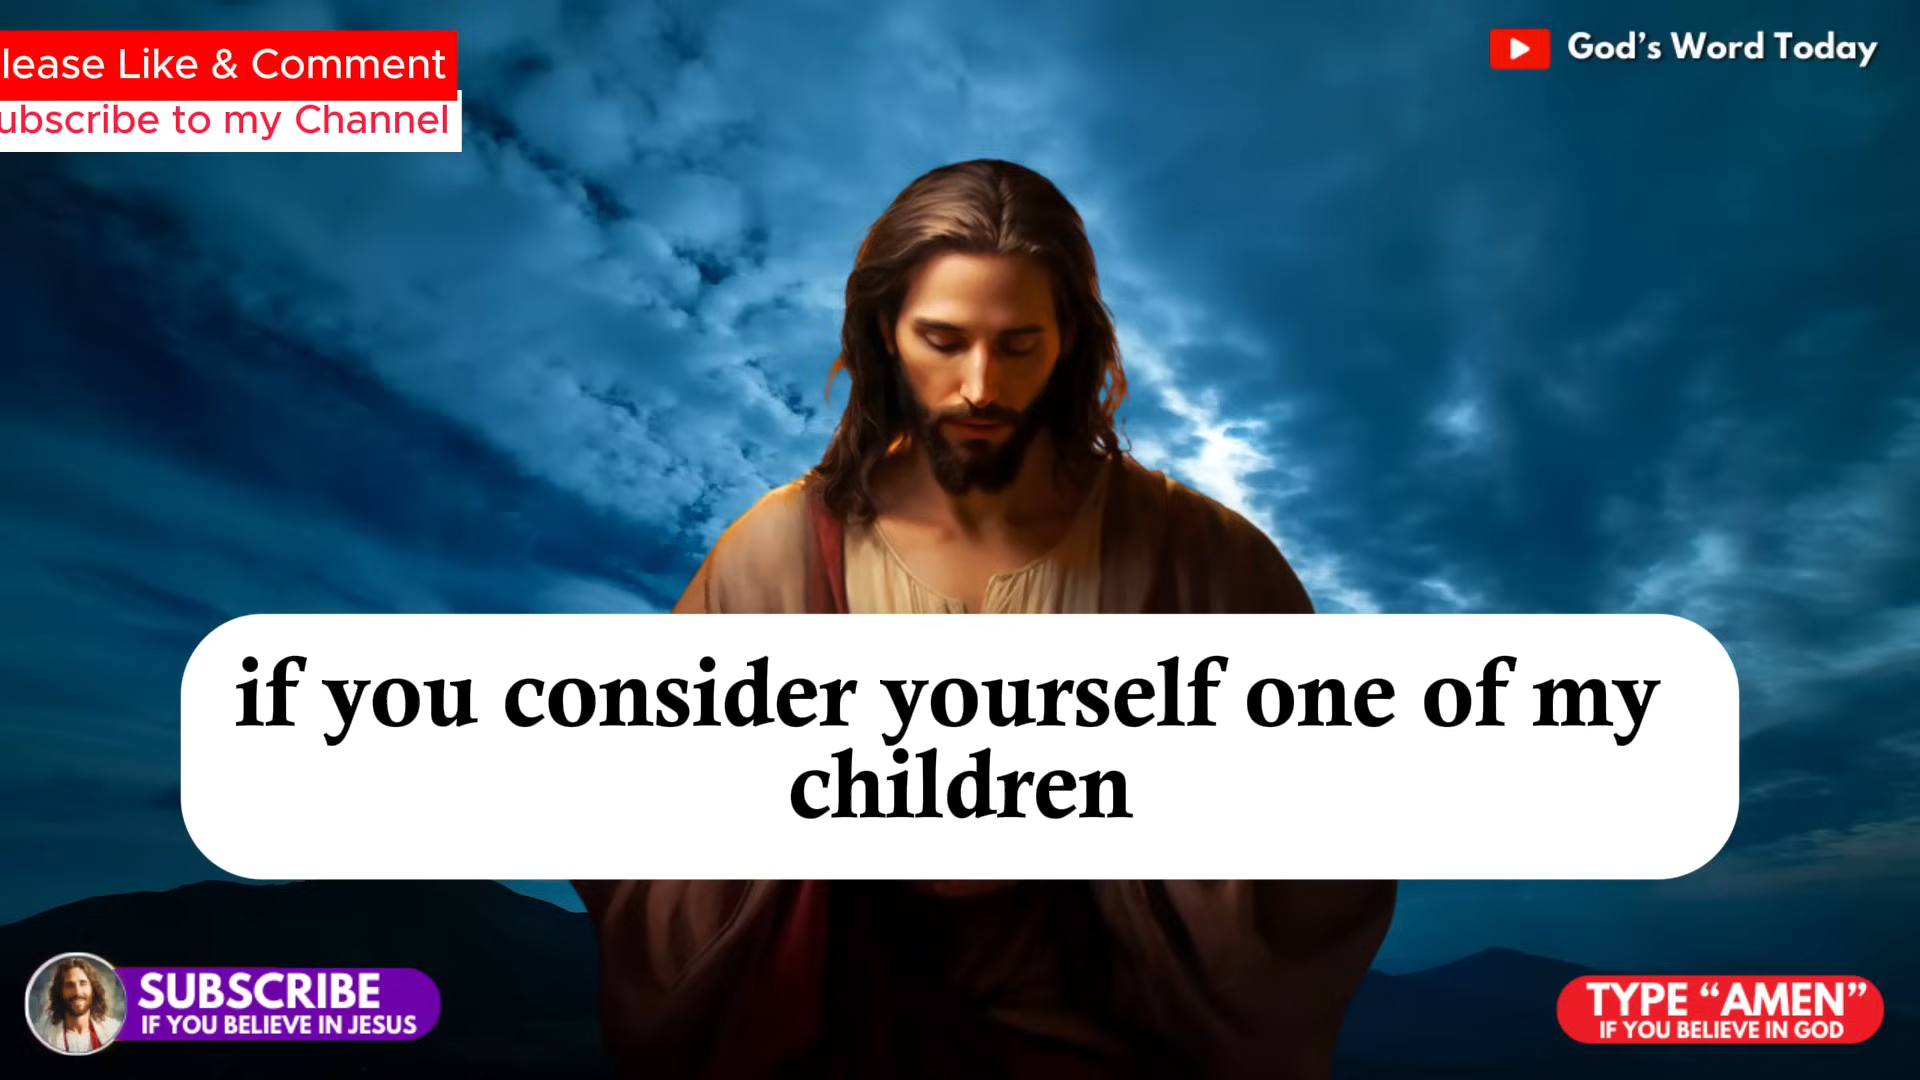 lease Like & Comment
ubscribe to my Channel
God's Word Today
if you consider yourself one of my
children
SUBSCRIBE
IF YOU BELIEVE IN JESUS
TYPE “AMEN”
IF YOU BELIEVE IN GOD